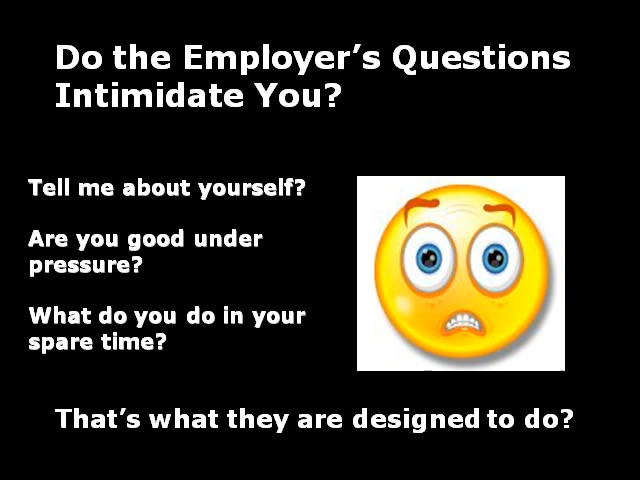 Do the Employer’s Questions
Intimidate You?
Tell me about yourself?
Are you good under
pressure?
What do you do in your
spare time?
That’s what they are designed to do?